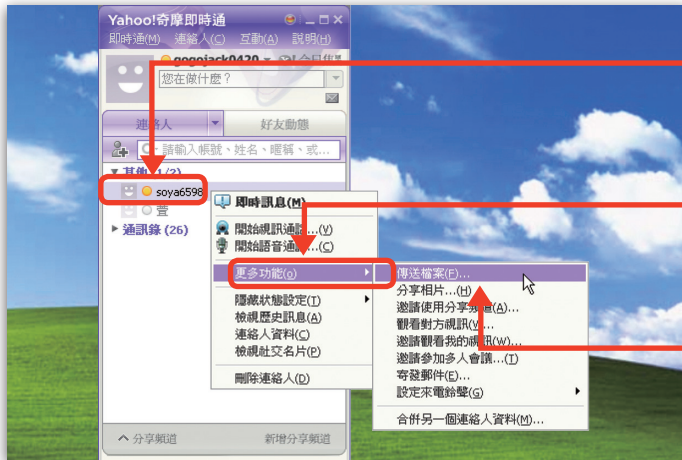 Yahoo!奇摩即時通
即時通(M) 連絡人(C) 互動(A) 說明(H)
gogojack0420
您在做什麼？
連絡人 好友動態
請輸入帳號、姓名、暱稱、或...
其他 (1/2)
soya6598
萱
通訊錄 (26)
即時訊息(M)
開始視訊通話...(V)
開始語音通話...(C)
更多功能(O)
隱藏狀態設定(T)
檢視歷史訊息(A)
連絡人資料(C)
檢視社交名片(P)
刪除連絡人(D)
傳送檔案(F)...
分享相片...(H)
邀請使用分享頻道(A)...
觀看對方視訊(V)...
邀請觀看我的視訊(W)...
邀請參加多人會議...(T)
寄發郵件(E)...
設定來電鈴聲(G)
合併另一個連絡人資料(M)...
分享頻道 新增分享頻道